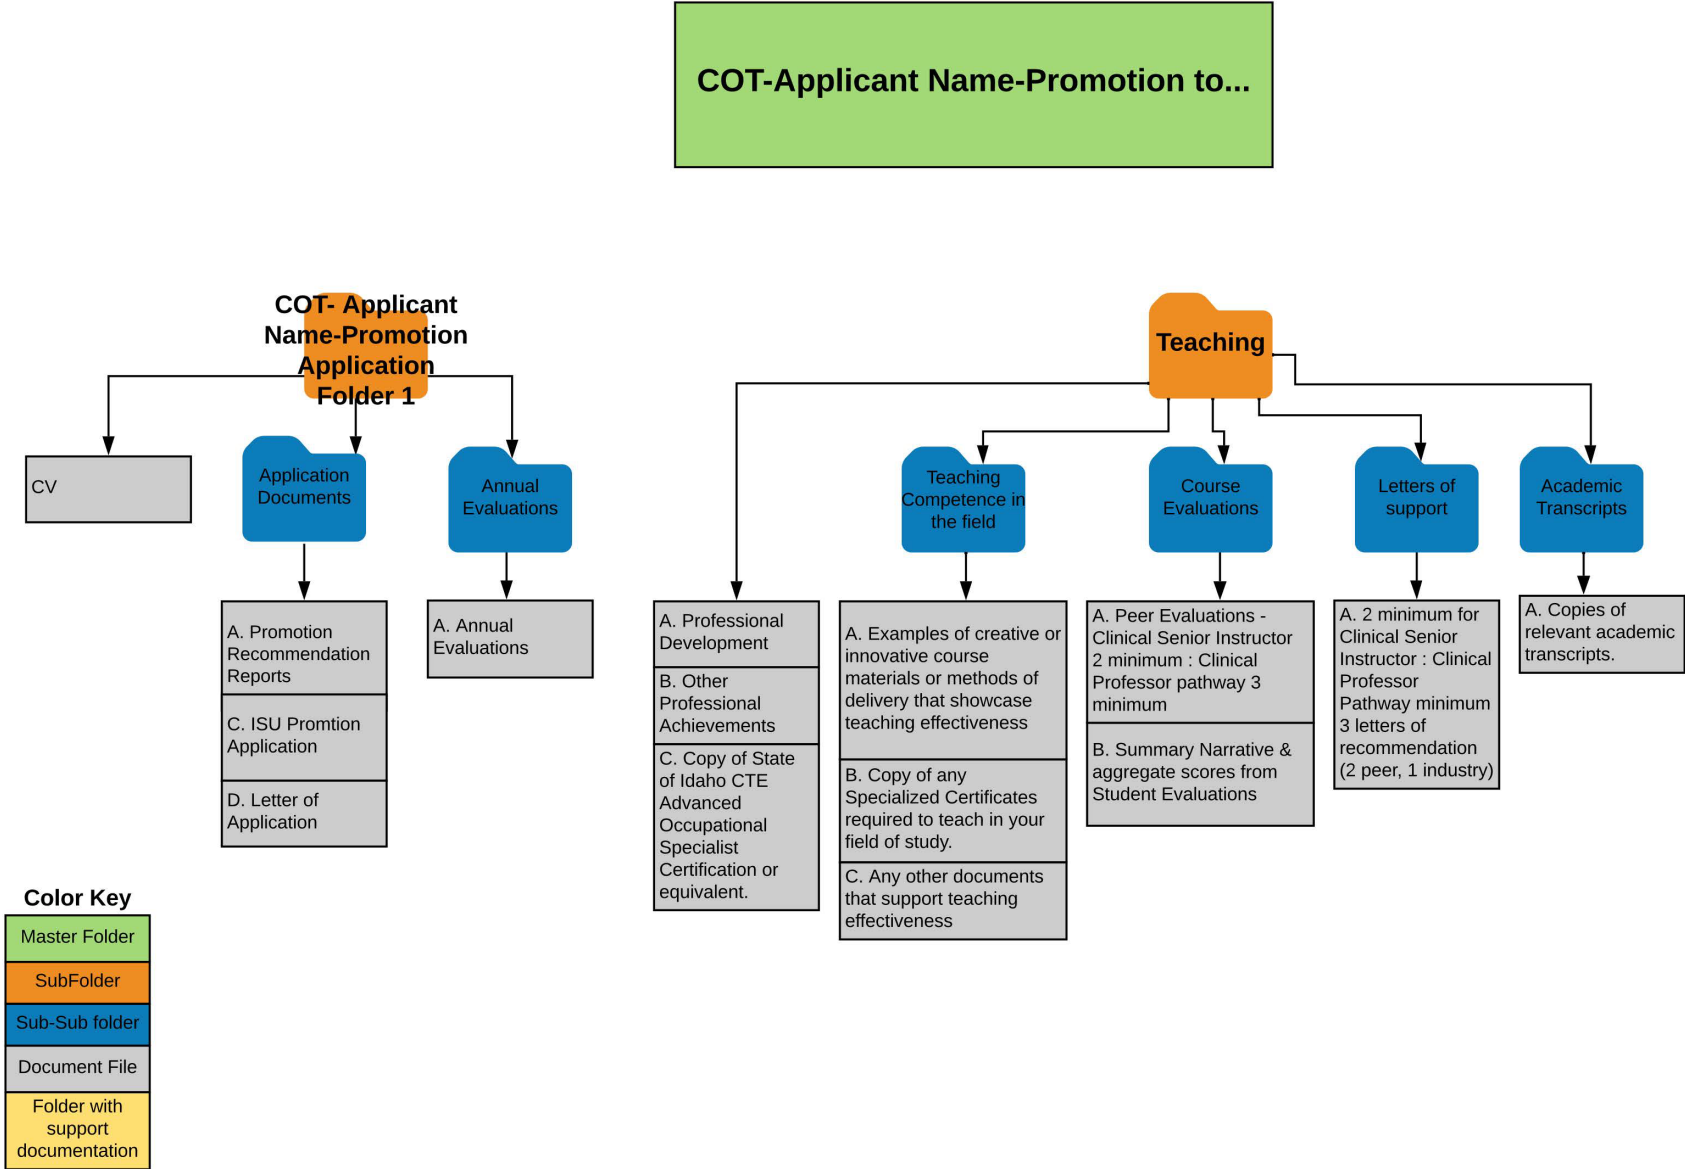 COT-Applicant Name-Promotion to...
COT- Applicant
Name-Promotion
Application
Folder 1
Teaching
CV
Application
Documents
Annual
Evaluations
Teaching
Competence in
the field
Course
Evaluations
Letters of
support
Academic
Transcripts
A. Promotion
Recommendation
Reports
C. ISU Promtion
Application
D. Letter of
Application
A. Annual
Evaluations
A. Professional
Development
B. Other
Professional
Achievements
C. Copy of State
of Idaho CTE
Advanced
Occupational
Specialist
Certification or
equivalent.
A. Examples of creative or
innovative course
materials or methods of
delivery that showcase
teaching effectiveness
B. Copy of any
Specialized Certificates
required to teach in your
field of study.
C. Any other documents
that support teaching
effectiveness
A. Peer Evaluations -
Clinical Senior Instructor
2 minimum : Clinical
Professor pathway 3
minimum
B. Summary Narrative &
aggregate scores from
Student Evaluations
A. 2 minimum for
Clinical Senior
Instructor : Clinical
Professor
Pathway minimum
3 letters of
recommendation
(2 peer, 1 industry)
A. Copies of
relevant academic
transcripts.
Color Key
Master Folder
SubFolder
Sub-Sub folder
Document File
Folder with
support
documentation